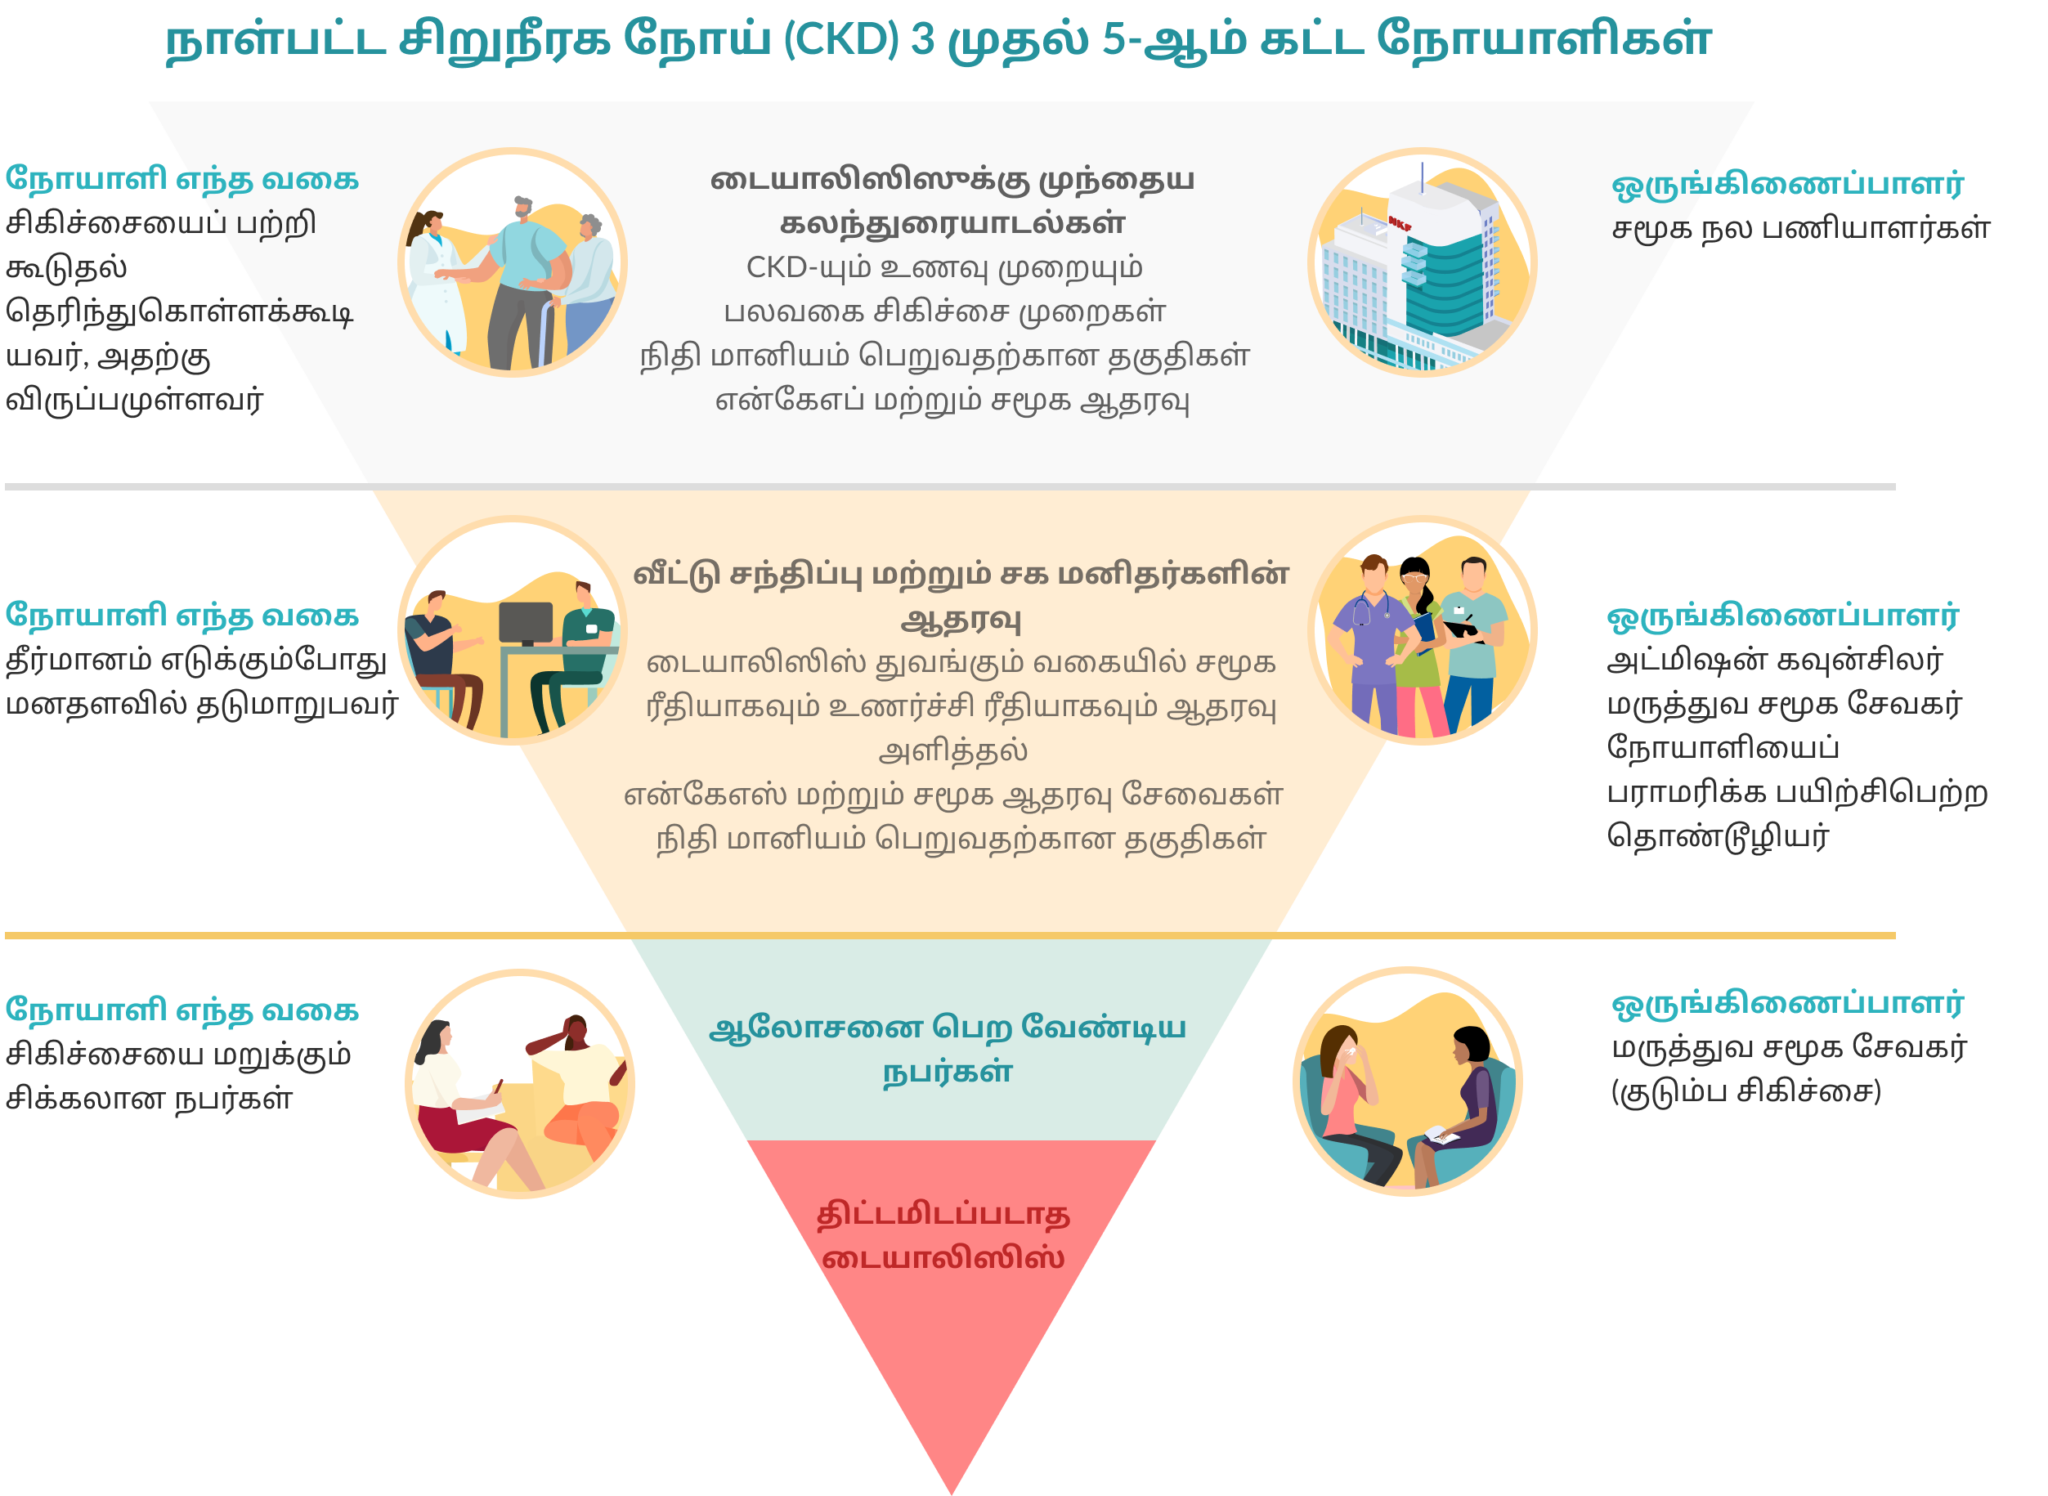 நாள்பட்ட சிறுநீரக நோய் (CKD) 3 முதல் 5-ஆம் கட்ட நோயாளிகள்
நோயாளி எந்த வகை
சிகிச்சையைப் பற்றி
கூடுதல்
தெரிந்துகொள்ளக்கூடி
யவர், அதற்கு
விருப்பமுள்ளவர்
டையாலிஸிஸுக்கு முந்தைய
கலந்துரையாடல்கள்
CKD-யும் உணவு முறையும்
பலவகை சிகிச்சை முறைகள்
நிதி மானியம் பெறுவதற்கான தகுதிகள்
என்கேஎப் மற்றும் சமூக ஆதரவு
NKF
ஒருங்கிணைப்பாளர்
சமூக நல பணியாளர்கள்
நோயாளி எந்த வகை
தீர்மானம் எடுக்கும்போது
மனதளவில் தடுமாறுபவர்
வீட்டு சந்திப்பு மற்றும் சக மனிதர்களின்
ஆதரவு
டையாலிஸிஸ் துவங்கும் வகையில் சமூக
ரீதியாகவும் உணர்ச்சி ரீதியாகவும் ஆதரவு
அளித்தல்
என்கேஎஸ் மற்றும் சமூக ஆதரவு சேவைகள்
நிதி மானியம் பெறுவதற்கான தகுதிகள்
ஒருங்கிணைப்பாளர்
அட்மிஷன் கவுன்சிலர்
மருத்துவ சமூக சேவகர்
நோயாளியைப்
பராமரிக்க பயிற்சிபெற்ற
தொண்டூழியர்
நோயாளி எந்த வகை
சிகிச்சையை மறுக்கும்
சிக்கலான நபர்கள்
ஆலோசனை பெற வேண்டிய
நபர்கள்
ஒருங்கிணைப்பாளர்
மருத்துவ சமூக சேவகர்
(குடும்ப சிகிச்சை)
திட்டமிடப்படாத
டையாலிஸிஸ்